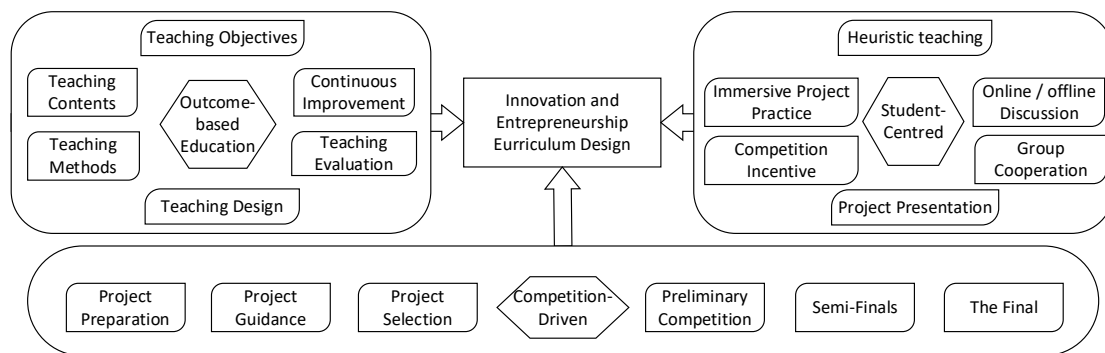 Teaching Objectives
Teaching
Contents
Outcome-
based
Education
Continuous
Improvement
Teaching
Methods
Teaching
Evaluation
Teaching Design
Innovation and
Entrepreneurship
Eurriculum Design
Heuristic teaching
Immersive Project
Practice
Student-
Centred
Online / offline
Discussion
Competition
Incentive
Group
Cooperation
Project Presentation
Project
Preparation
Project
Guidance
Project
Selection
Competition-
Driven
Preliminary
Competition
Semi-Finals
The Final